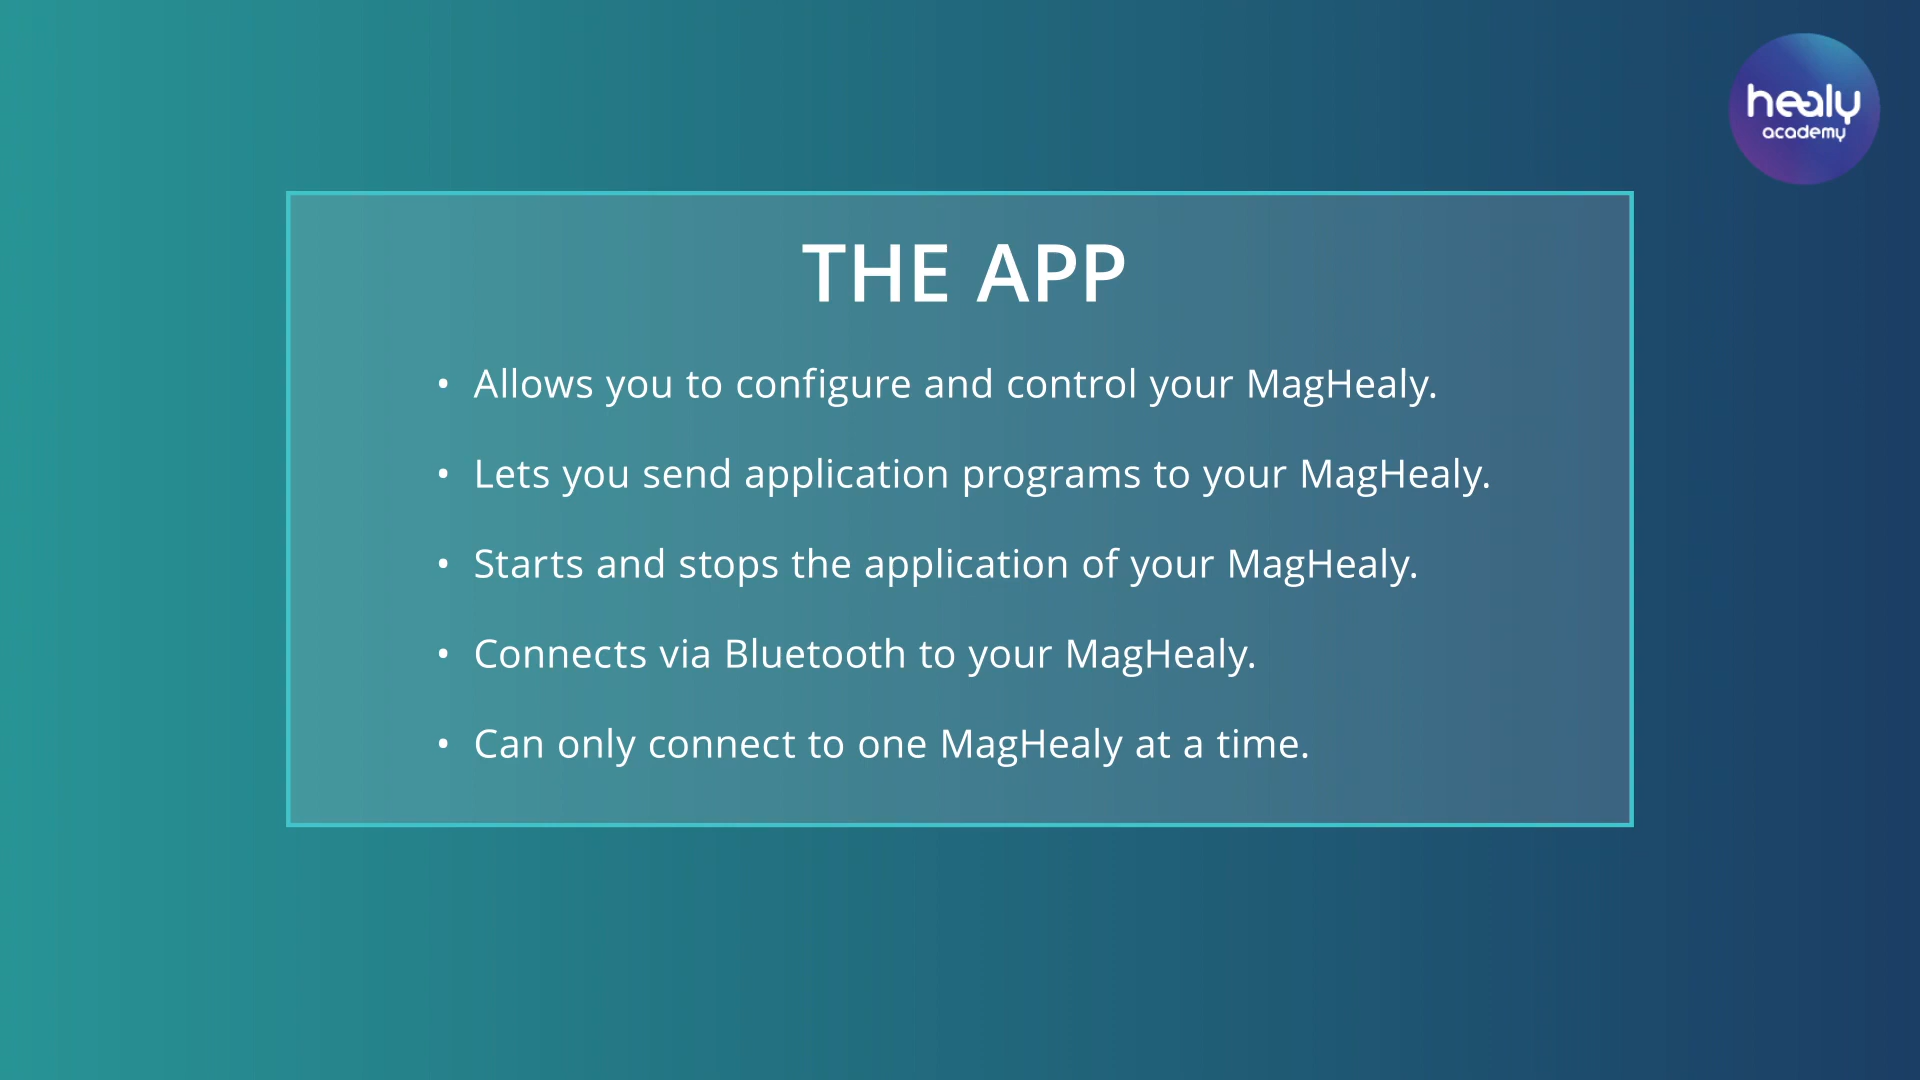 healy
academy
THE APP
• Allows you to configure and control your MagHealy.
• Lets you send application programs to your MagHealy.
• Starts and stops the application of your MagHealy.
• Connects via Bluetooth to your MagHealy.
• Can only connect to one MagHealy at a time.